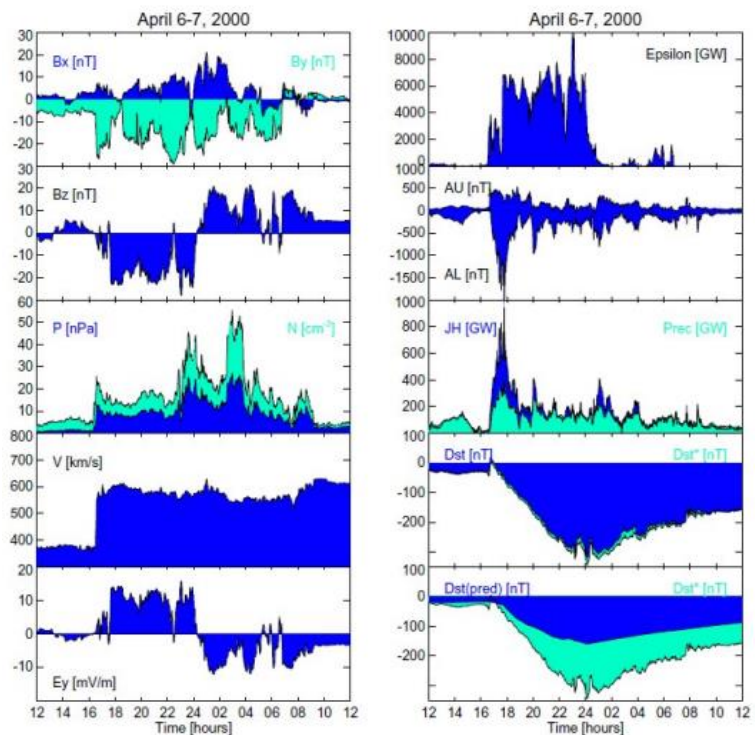 April 6-7, 2000
30
20
10
0
-10
-20
Bx [nT]
By [nT]
30
20
10
0
-10
-20
Bz [nT]
60
50
40
30
20
10
P [nPa]
N [cm⁻³]
800
700
600
500
400
V [km/s]
20
10
0
-10
Ey [mV/m]
12 14 16 18 20 22 24 02 04 06 08 10 12
Time [hours]
April 6-7, 2000
10000
8000
6000
4000
2000
Epsilon [GW]
1000
500
0
-500
-1000
-1500
AU [nT]
AL [nT]
1000
800
600
400
200
JH [GW]
Prec [GW]
100
0
-100
-200
Dst [nT]
Dst* [nT]
100
0
-100
-200
Dst(pred) [nT]
Dst* [nT]
12 14 16 18 20 22 24 02 04 06 08 10 12
Time [hours]